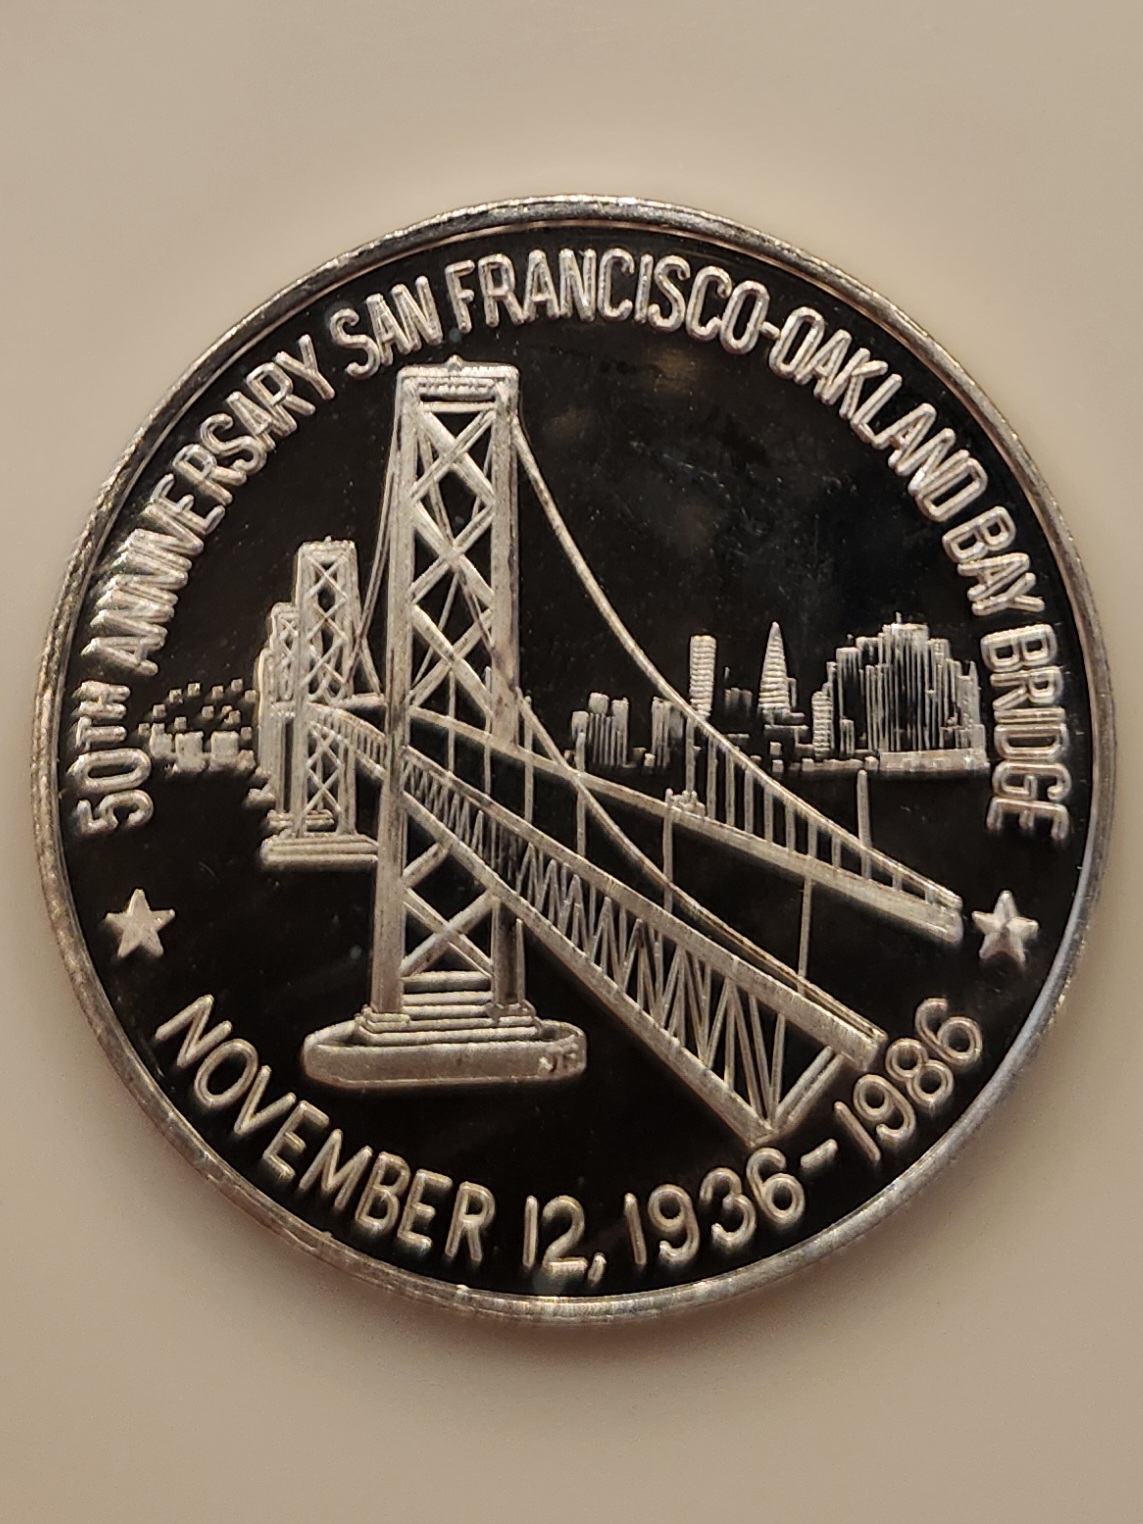 50TH ANNIVERSARY SAN FRANCISCO-OAKLAND BAY BRIDGE
NOVEMBER 12, 1936-1986